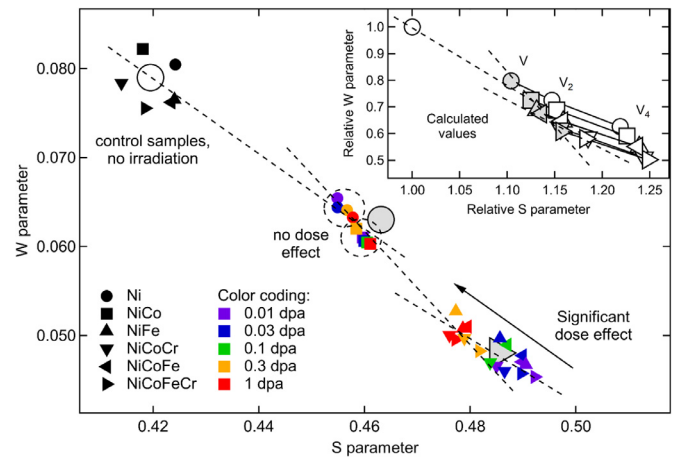 0.080
0.070
0.060
0.050
W parameter
0.42
0.44
0.46
0.48
0.50
S parameter
control samples,
no irradiation
no dose
effect
Significant
dose effect
Ni
NiCo
NiFe
NiCoCr
NiCoFe
NiCoFeCr
Color coding:
0.01 dpa
0.03 dpa
0.1 dpa
0.3 dpa
1 dpa
1.0
0.9
0.8
0.7
0.6
0.5
Relative W parameter
V
V2
V4
Calculated
values
1.00
1.05
1.10
1.15
1.20
1.25
Relative S parameter